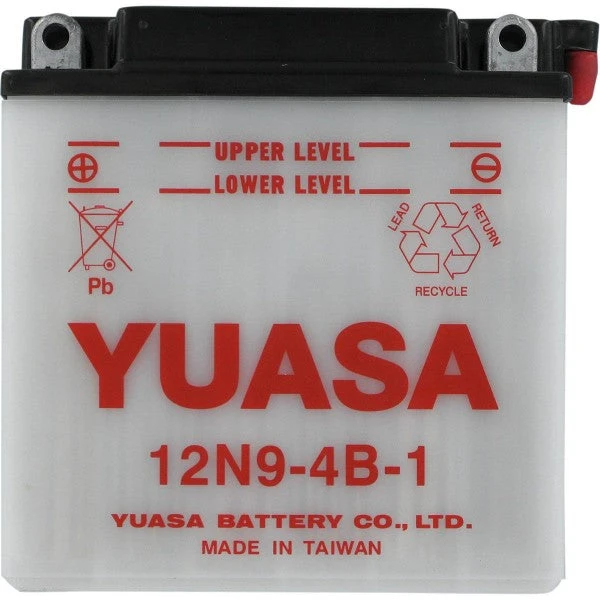 UPPER LEVEL
LOWER LEVEL
Pb
LEAD
RETURN
RECYCLE
YUASA
12N9-4B-1
YUASA BATTERY CO., LTD.
MADE IN TAIWAN